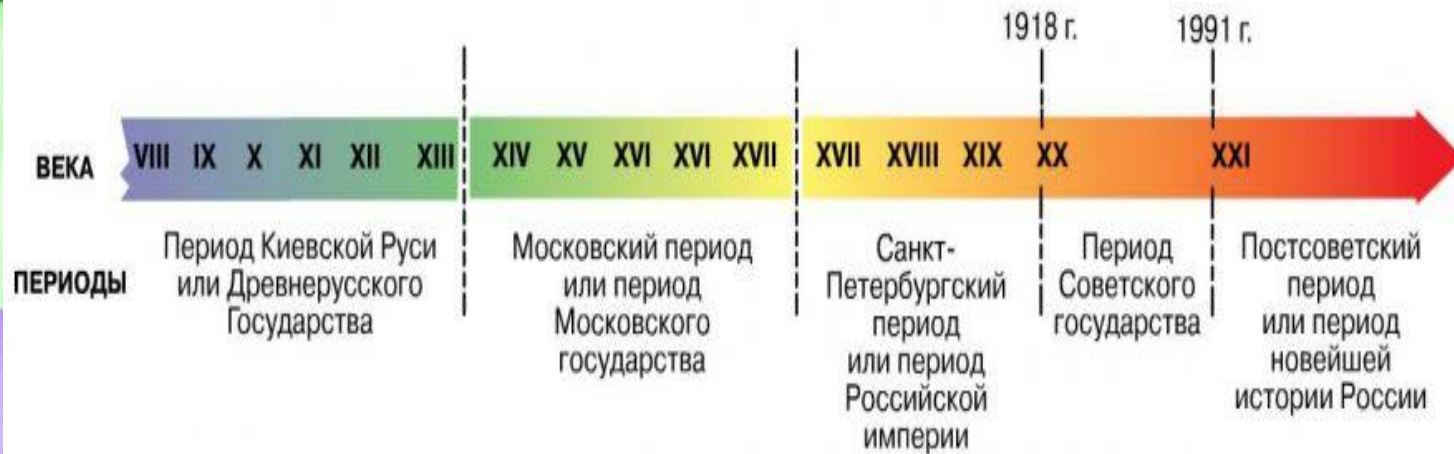 1918 г. 1991 г.
ВЕКА VIII IX X XI XII XIII XIV XV XVI XVI XVII XVII XVIII XIX XX XXI
ПЕРИОДЫ
Период Киевской Руси
или Древнерусского
Государства
Московский период
или период
Московского
государства
Санкт-
Петербургский
период
или период
Российской
империи
Период
Советского
государства
Постсоветский
период
или период
новейшей
истории России